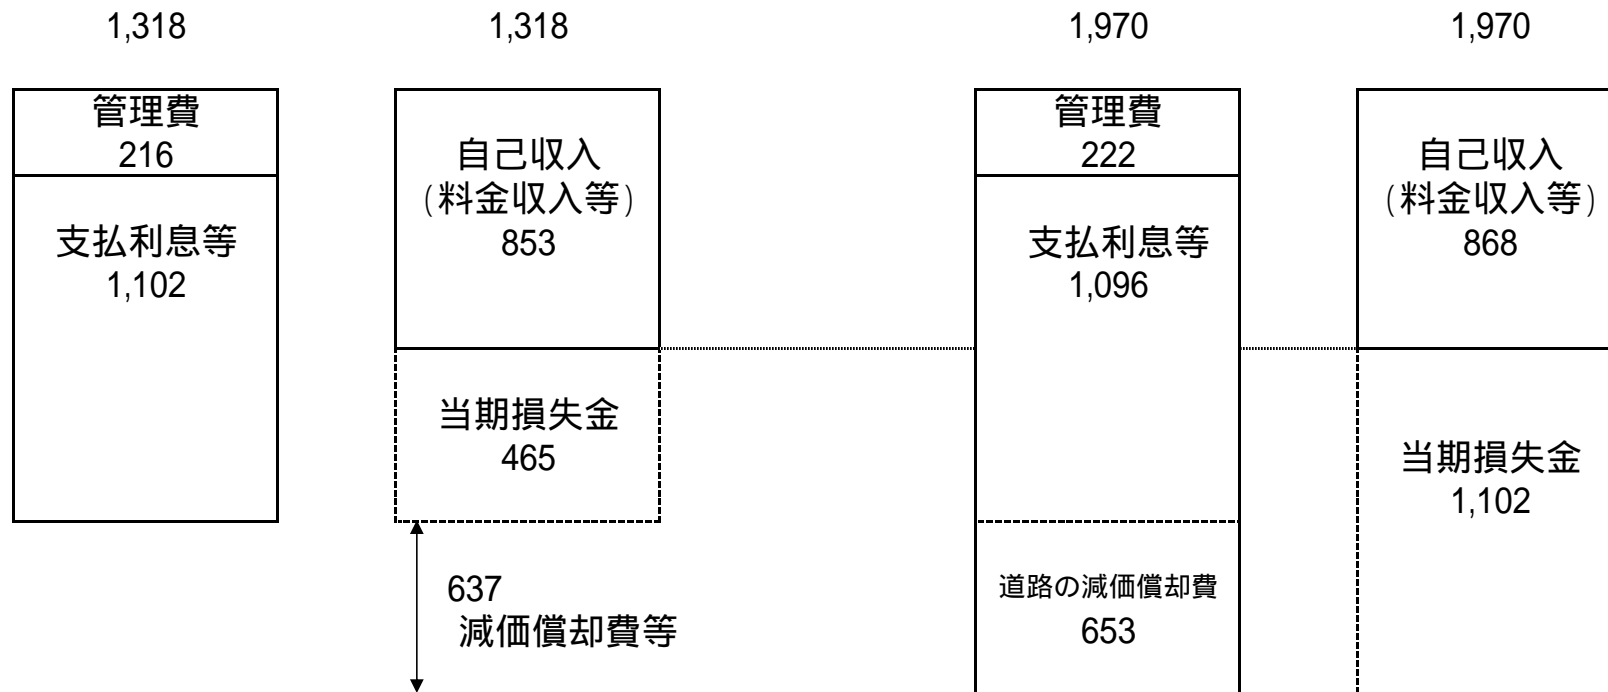 1,318
1,318
1,970
1,970
管理費
216
支払利息等
1,102
自己収入
(料金収入等)
853
当期損失金
465
637
減価償却費等
管理費
222
支払利息等
1,096
道路の減価償却費
653
自己収入
(料金収入等)
868
当期損失金
1,102